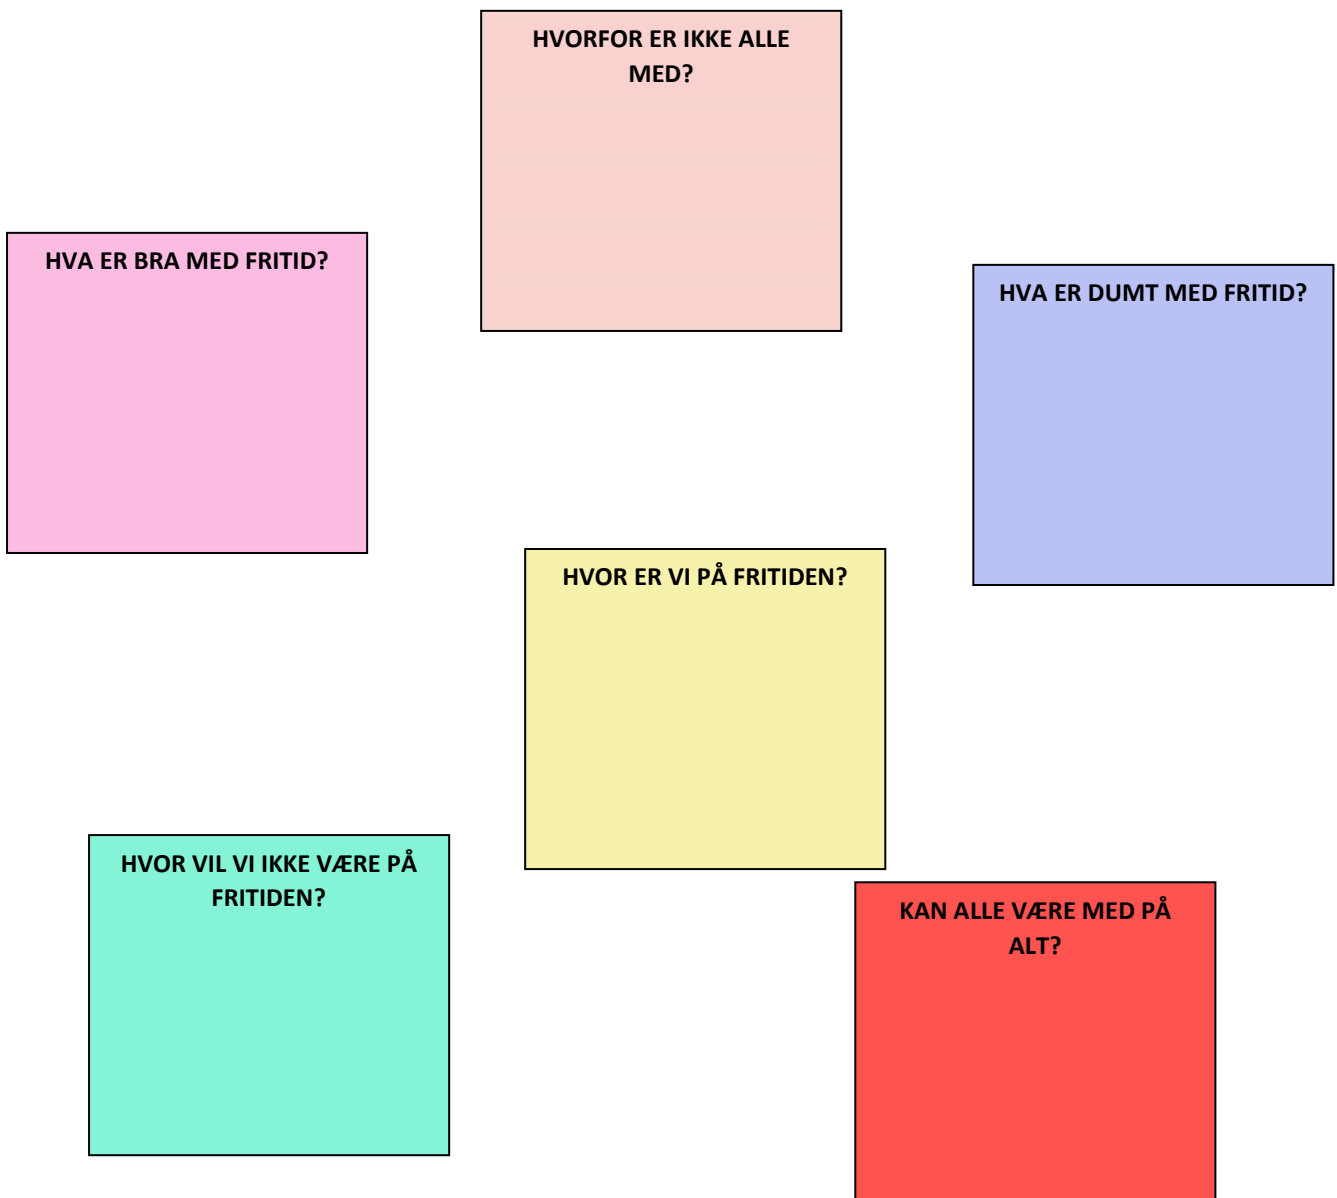 HVORFOR ER IKKE ALLE
MED?
HVA ER BRA MED FRITID?
HVA ER DUMT MED FRITID?
HVOR ER VI PÅ FRITIDEN?
HVOR VIL VI IKKE VÆRE PÅ
FRITIDEN?
KAN ALLE VÆRE MED PÅ
ALT?